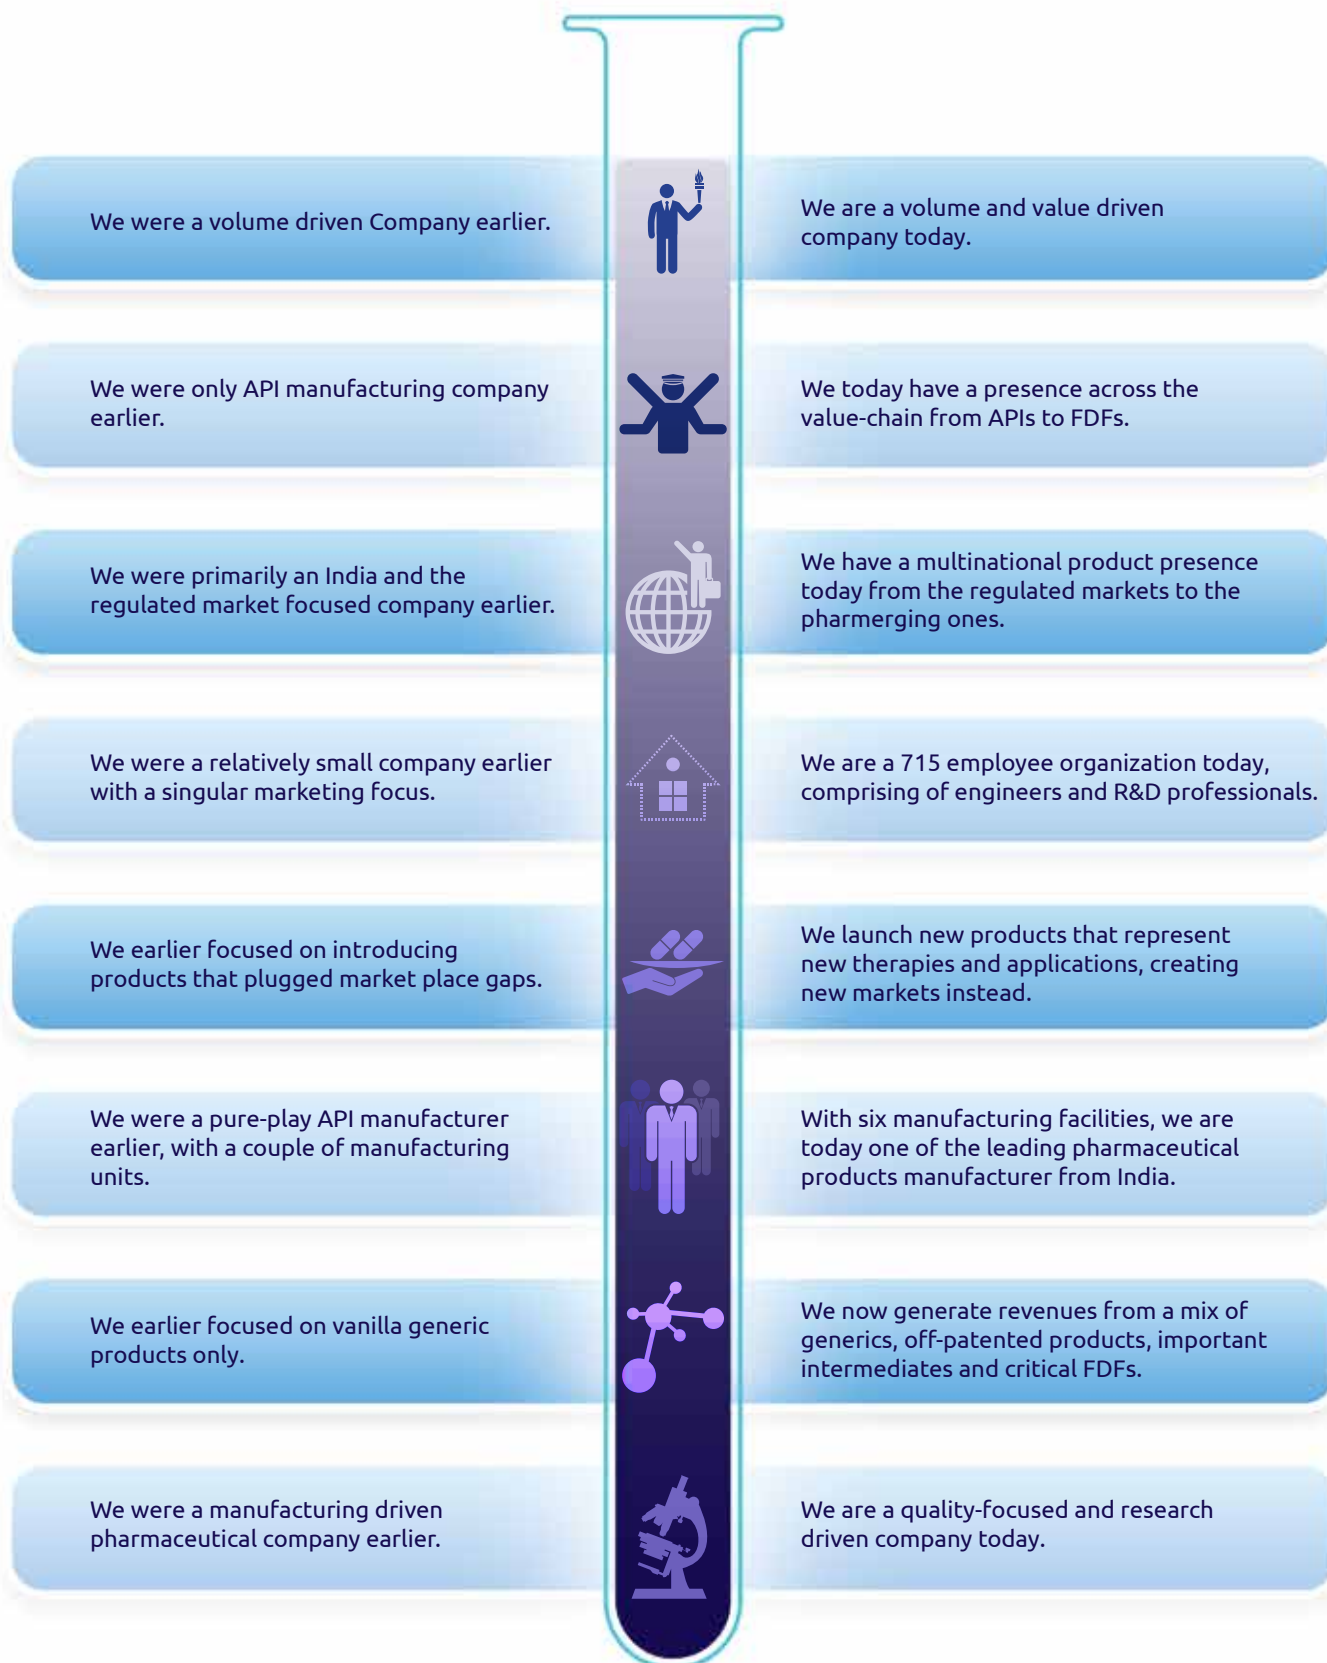 We were a volume driven Company earlier.
We are a volume and value driven
company today.
We were only API manufacturing company
earlier.
We today have a presence across the
value-chain from APIs to FDFs.
We were primarily an India and the
regulated market focused company earlier.
We have a multinational product presence
today from the regulated markets to the
pharmerging ones.
We were a relatively small company earlier
with a singular marketing focus.
We are a 715 employee organization today,
comprising of engineers and R&D professionals.
We earlier focused on introducing
products that plugged market place gaps.
We launch new products that represent
new therapies and applications, creating
new markets instead.
We were a pure-play API manufacturer
earlier, with a couple of manufacturing
units.
With six manufacturing facilities, we are
today one of the leading pharmaceutical
products manufacturer from India.
We earlier focused on vanilla generic
products only.
We now generate revenues from a mix of
generics, off-patented products, important
intermediates and critical FDFs.
We were a manufacturing driven
pharmaceutical company earlier.
We are a quality-focused and research
driven company today.